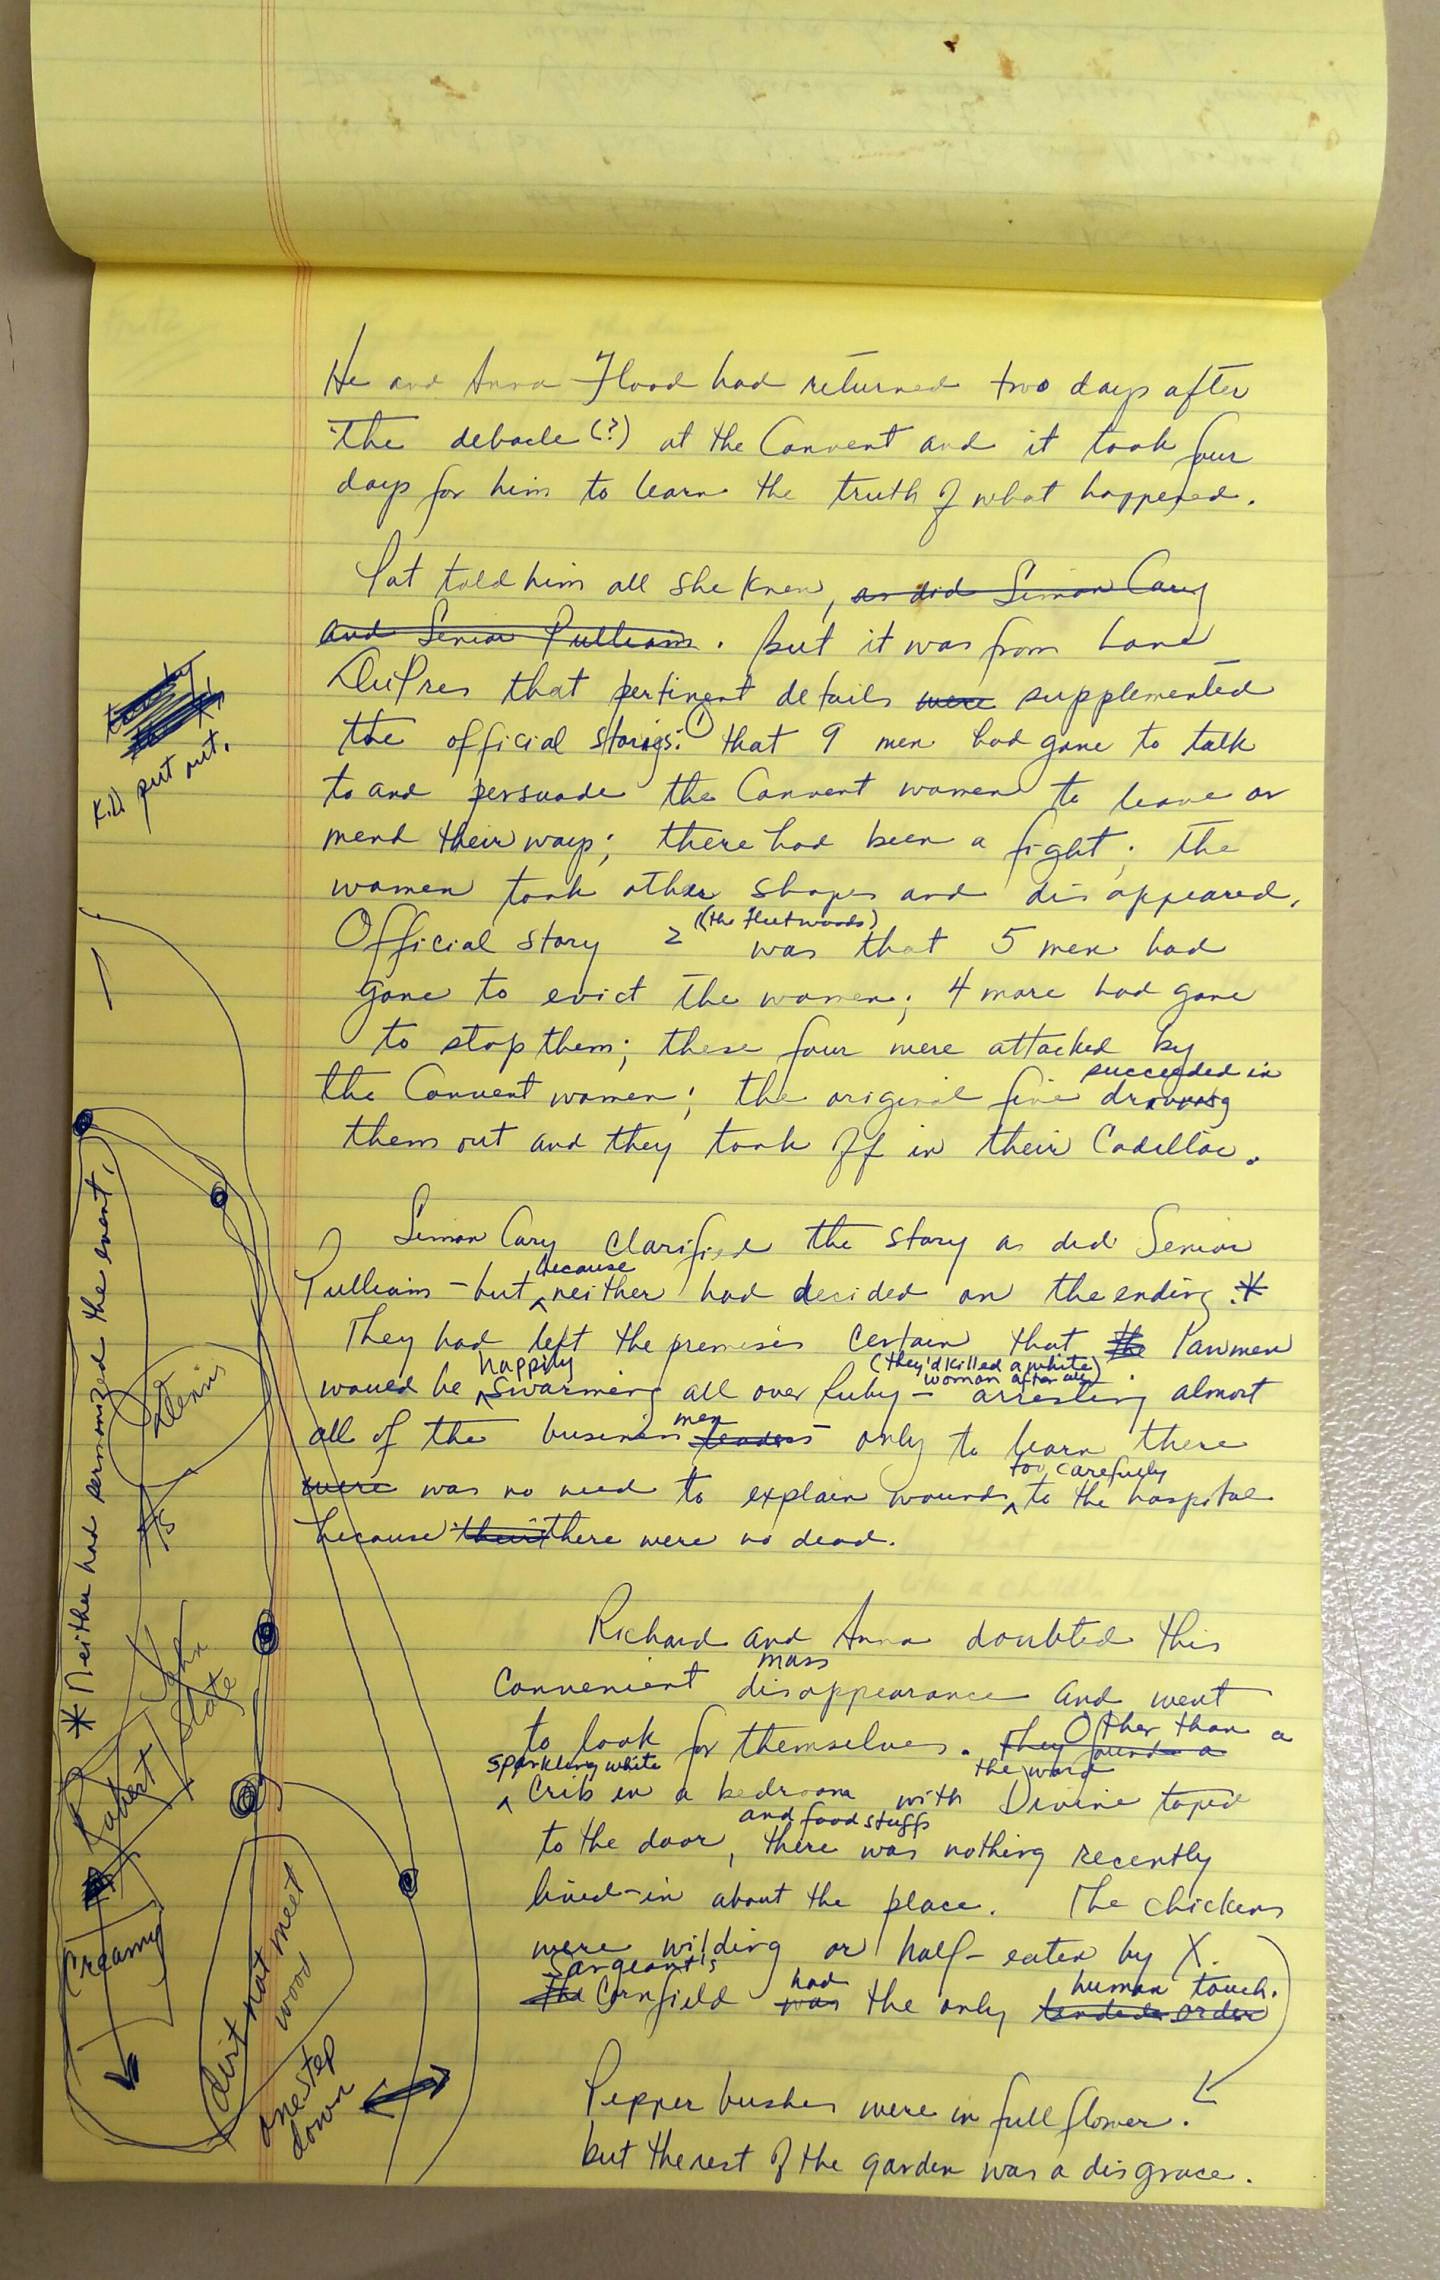 He and Anna Flood had returned two days after
the debacle (?) at the Convent and it took four
days for him to learn the truth of what happened.
Pat told him all she knew, as did Simon Cary
and Senior Pulliam. But it was from Lone
DuPres that pertinent details were supplemented
the official stories: ① that 9 men had gone to talk
to and persuade the Convent women to leave or
mend their ways; there had been a fight; the
women took other shapes and disappeared.
(the Fleetwoods)
Official story 2 was that 5 men had
gone to evict the women; 4 more had gone
to stop them; these four were attacked by
succeeded in
the Convent women; the original five driving
them out and they took off in their Cadillac.
Simon Cary clarified the story as did Senior
because
Pulliam – but ^ neither had decided on the ending. *
They had left the premises certain that the lawmen
happily (they'd killed a white
woman after all)
would be ^ swarming all over Ruby – arresting almost
men
all of the business leaders only to learn there
too carefully
were was no need to explain wounds ^ to the hospital
because their there were no dead.
Richard and Anna doubted this
mass
convenient disappearance and went
Other than a
to look for themselves. They found a
sparkling white the word
^ Crib in a bedroom with Divine taped
and foodstuffs
to the door, there was nothing recently
lived-in about the place. The chickens
were wilding or half-eaten by X.
Sargeant's had human touch.
The Cornfield was the only tended order
Pepper bushes were in full flower.
but the rest of the garden was a disgrace.
Kill put out.
* Neither had sermonized the event.
John
slate
Robert
Creamy
dirt not meet
wood
one step
down